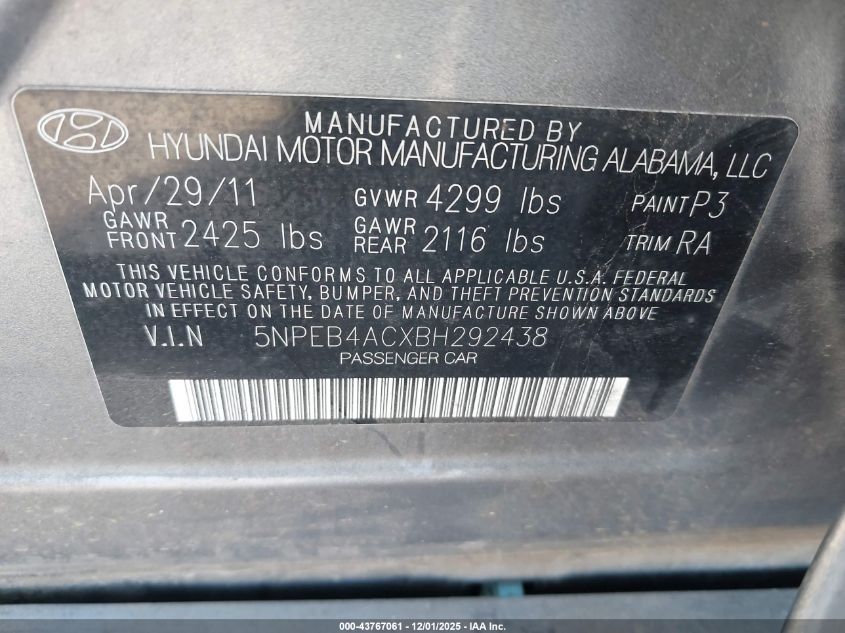 MANUFACTURED BY
HYUNDAI MOTOR MANUFACTURING ALABAMA, LLC
Apr/29/11 GVWR 4299 lbs PAINT P3
GAWR FRONT 2425 lbs GAWR REAR 2116 lbs TRIM RA
THIS VEHICLE CONFORMS TO ALL APPLICABLE U.S.A. FEDERAL
MOTOR VEHICLE SAFETY, BUMPER, AND THEFT PREVENTION STANDARDS
IN EFFECT ON THE DATE OF MANUFACTURE SHOWN ABOVE
V.I.N 5NPEB4ACXBH292438
PASSENGER CAR
000-43767061 - 12/01/2025 - IAA Inc.